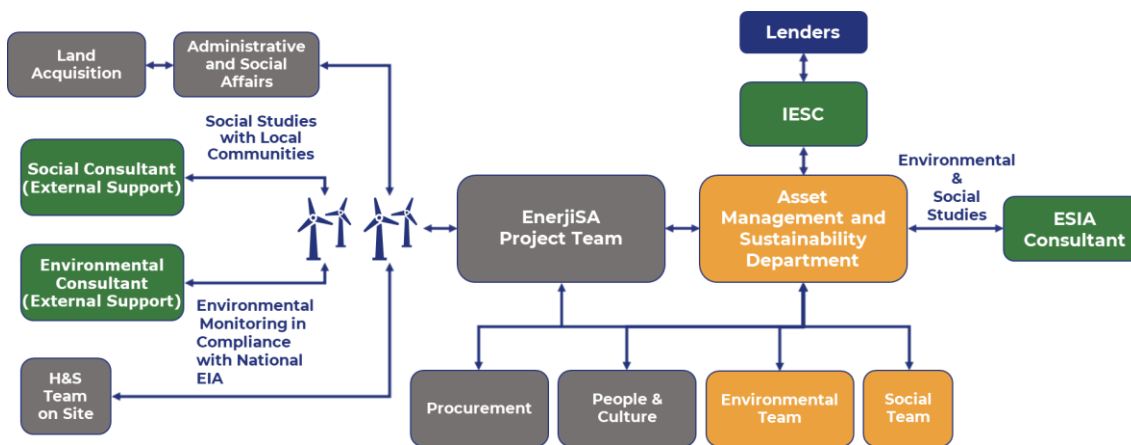 Lenders
Land
Acquisition
Administrative
and Social
Affairs
IESC
Social Studies
with Local
Communities
Social Consultant
(External Support)
Environmental
&
Social
Studies
EnerjiSA
Project Team
Asset
Management and
Sustainability
Department
ESIA
Consultant
Environmental
Consultant
(External Support)
Environmental
Monitoring in
Compliance
with National
EIA
H&S
Team
on Site
Procurement
People &
Culture
Environmental
Team
Social
Team